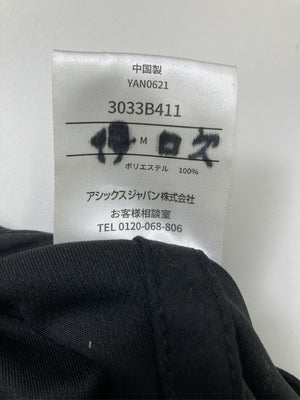 中国製
YAN0621
3033B411
M
ポリエステル 100%
アシックスジャパン株式会社
お客様相談室
TEL 0120-068-806